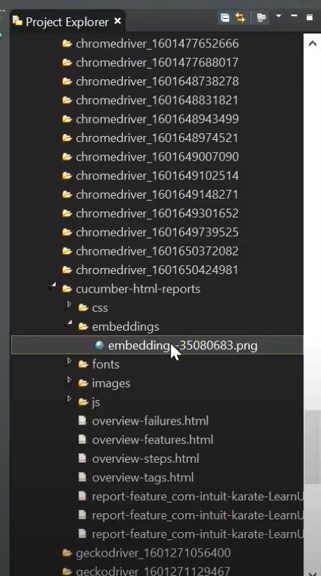 Project Explorer
chromedriver_1601477652666
chromedriver_1601477688017
chromedriver_1601648738278
chromedriver_1601648831821
chromedriver_1601648943499
chromedriver_1601648974521
chromedriver_1601649007090
chromedriver_1601649102514
chromedriver_1601649148271
chromedriver_1601649301652
chromedriver_1601649739525
chromedriver_1601650372082
chromedriver_1601650424981
cucumber-html-reports
css
embeddings
embedding_-35080683.png
fonts
images
js
overview-failures.html
overview-features.html
overview-steps.html
overview-tags.html
report-feature_com-intuit-karate-LearnU
report-feature_com-intuit-karate-LearnU
report-feature_com-intuit-karate-LearnU
geckodriver_1601271056400
geckodriver_1601271129467